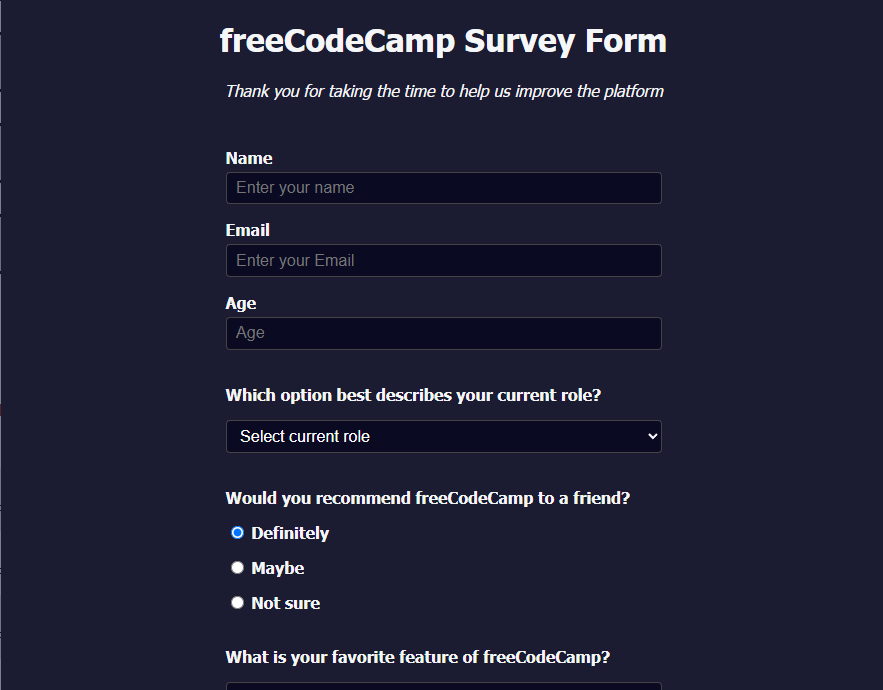 freeCodeCamp Survey Form
Thank you for taking the time to help us improve the platform
Name
Enter your name
Email
Enter your Email
Age
Age
Which option best describes your current role?
Select current role
Would you recommend freeCodeCamp to a friend?
Definitely
Maybe
Not sure
What is your favorite feature of freeCodeCamp?